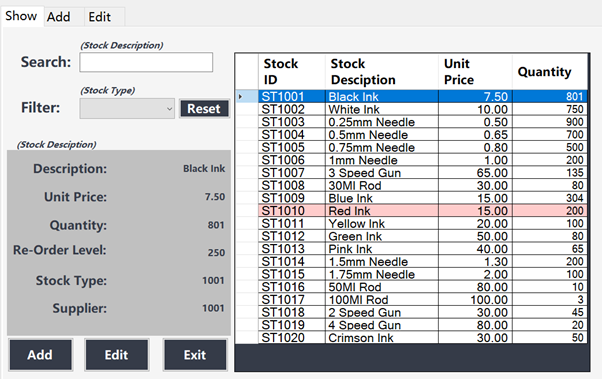 Show Add Edit
(Stock Description)
Search:
(Stock Type)
Filter: Reset
(Stock Desciption)
Description: Black Ink
Unit Price: 7.50
Quantity: 801
Re-Order Level: 250
Stock Type: 1001
Supplier: 1001
Add Edit Exit
Stock ID Stock Desciption Unit Price Quantity
ST1001 Black Ink 7.50 801
ST1002 White Ink 10.00 750
ST1003 0.25mm Needle 0.50 900
ST1004 0.5mm Needle 0.65 700
ST1005 0.75mm Needle 0.80 500
ST1006 1mm Needle 1.00 200
ST1007 3 Speed Gun 65.00 135
ST1008 30Ml Rod 30.00 80
ST1009 Blue Ink 15.00 304
ST1010 Red Ink 15.00 200
ST1011 Yellow Ink 20.00 100
ST1012 Green Ink 50.00 80
ST1013 Pink Ink 40.00 65
ST1014 1.5mm Needle 1.30 200
ST1015 1.75mm Needle 2.00 100
ST1016 50Ml Rod 80.00 10
ST1017 100Ml Rod 100.00 3
ST1018 2 Speed Gun 30.00 45
ST1019 4 Speed Gun 80.00 20
ST1020 Crimson Ink 30.00 50